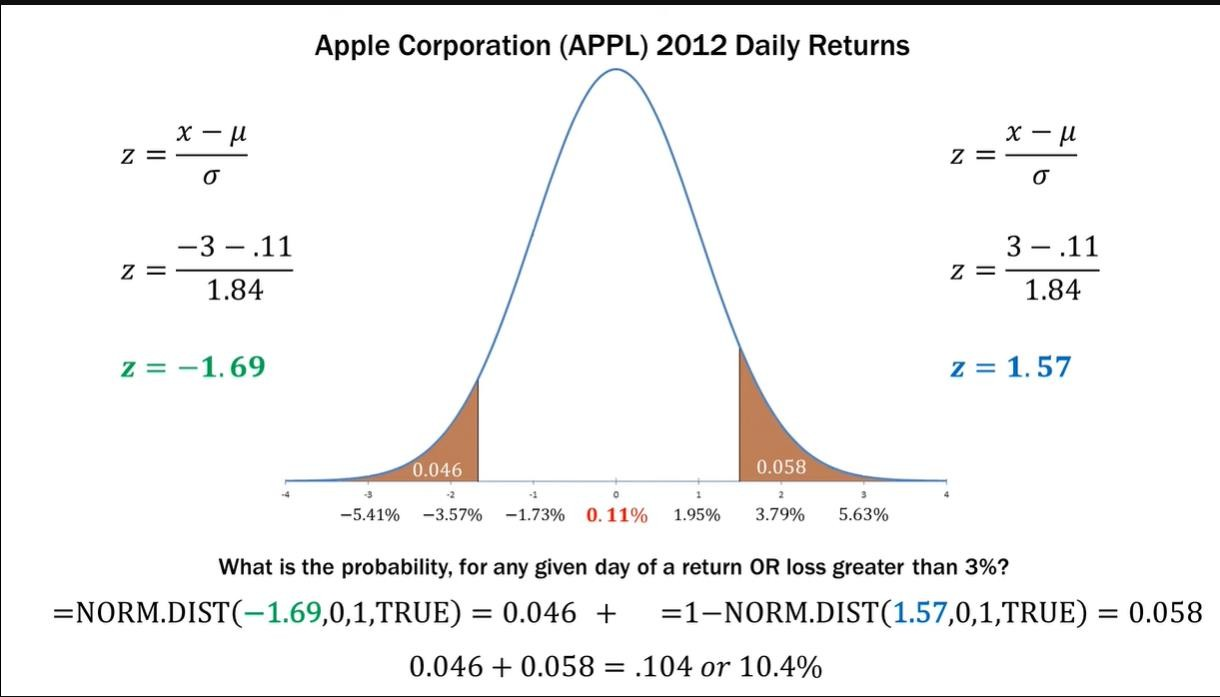 Apple Corporation (APPL) 2012 Daily Returns
z = (x − μ) / σ
z = (−3 − .11) / 1.84
z = −1.69
z = (x − μ) / σ
z = (3 − .11) / 1.84
z = 1.57
0.046
0.058
-4 -3 -2 -1 0 1 2 3 4
−5.41% −3.57% −1.73% 0.11% 1.95% 3.79% 5.63%
What is the probability, for any given day of a return OR loss greater than 3%?
=NORM.DIST(−1.69,0,1,TRUE) = 0.046 + =1−NORM.DIST(1.57,0,1,TRUE) = 0.058
0.046 + 0.058 = .104 or 10.4%